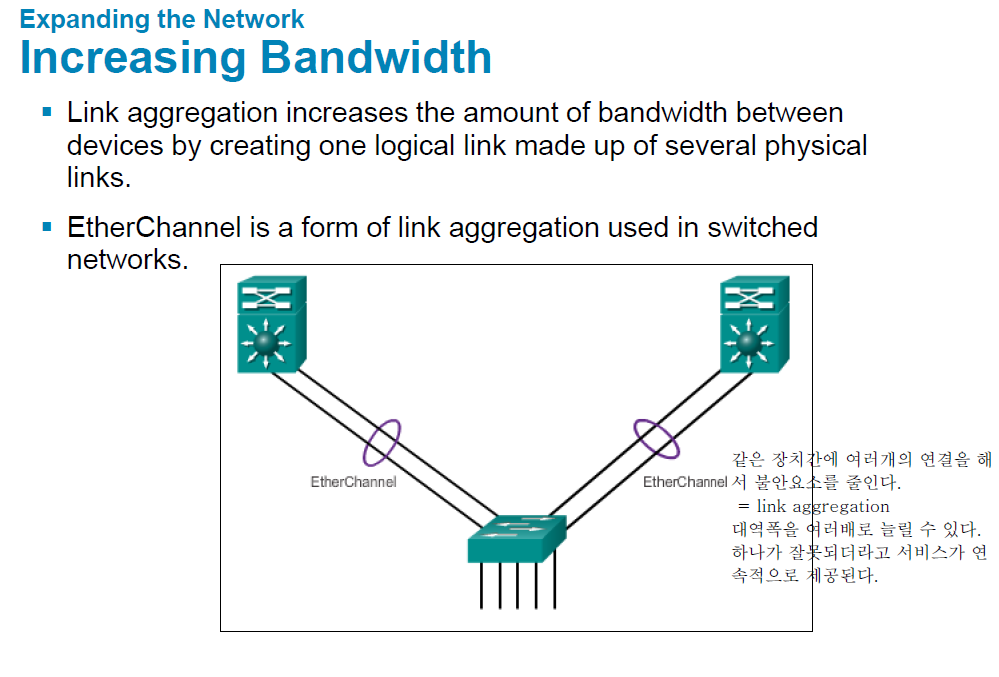 Expanding the Network
Increasing Bandwidth
▪ Link aggregation increases the amount of bandwidth between
devices by creating one logical link made up of several physical
links.
▪ EtherChannel is a form of link aggregation used in switched
networks.
EtherChannel
EtherChannel
같은 장치간에 여러개의 연결을 해
서 불안요소를 줄인다.
= link aggregation
대역폭을 여러배로 늘릴 수 있다.
하나가 잘못되더라고 서비스가 연
속적으로 제공된다.